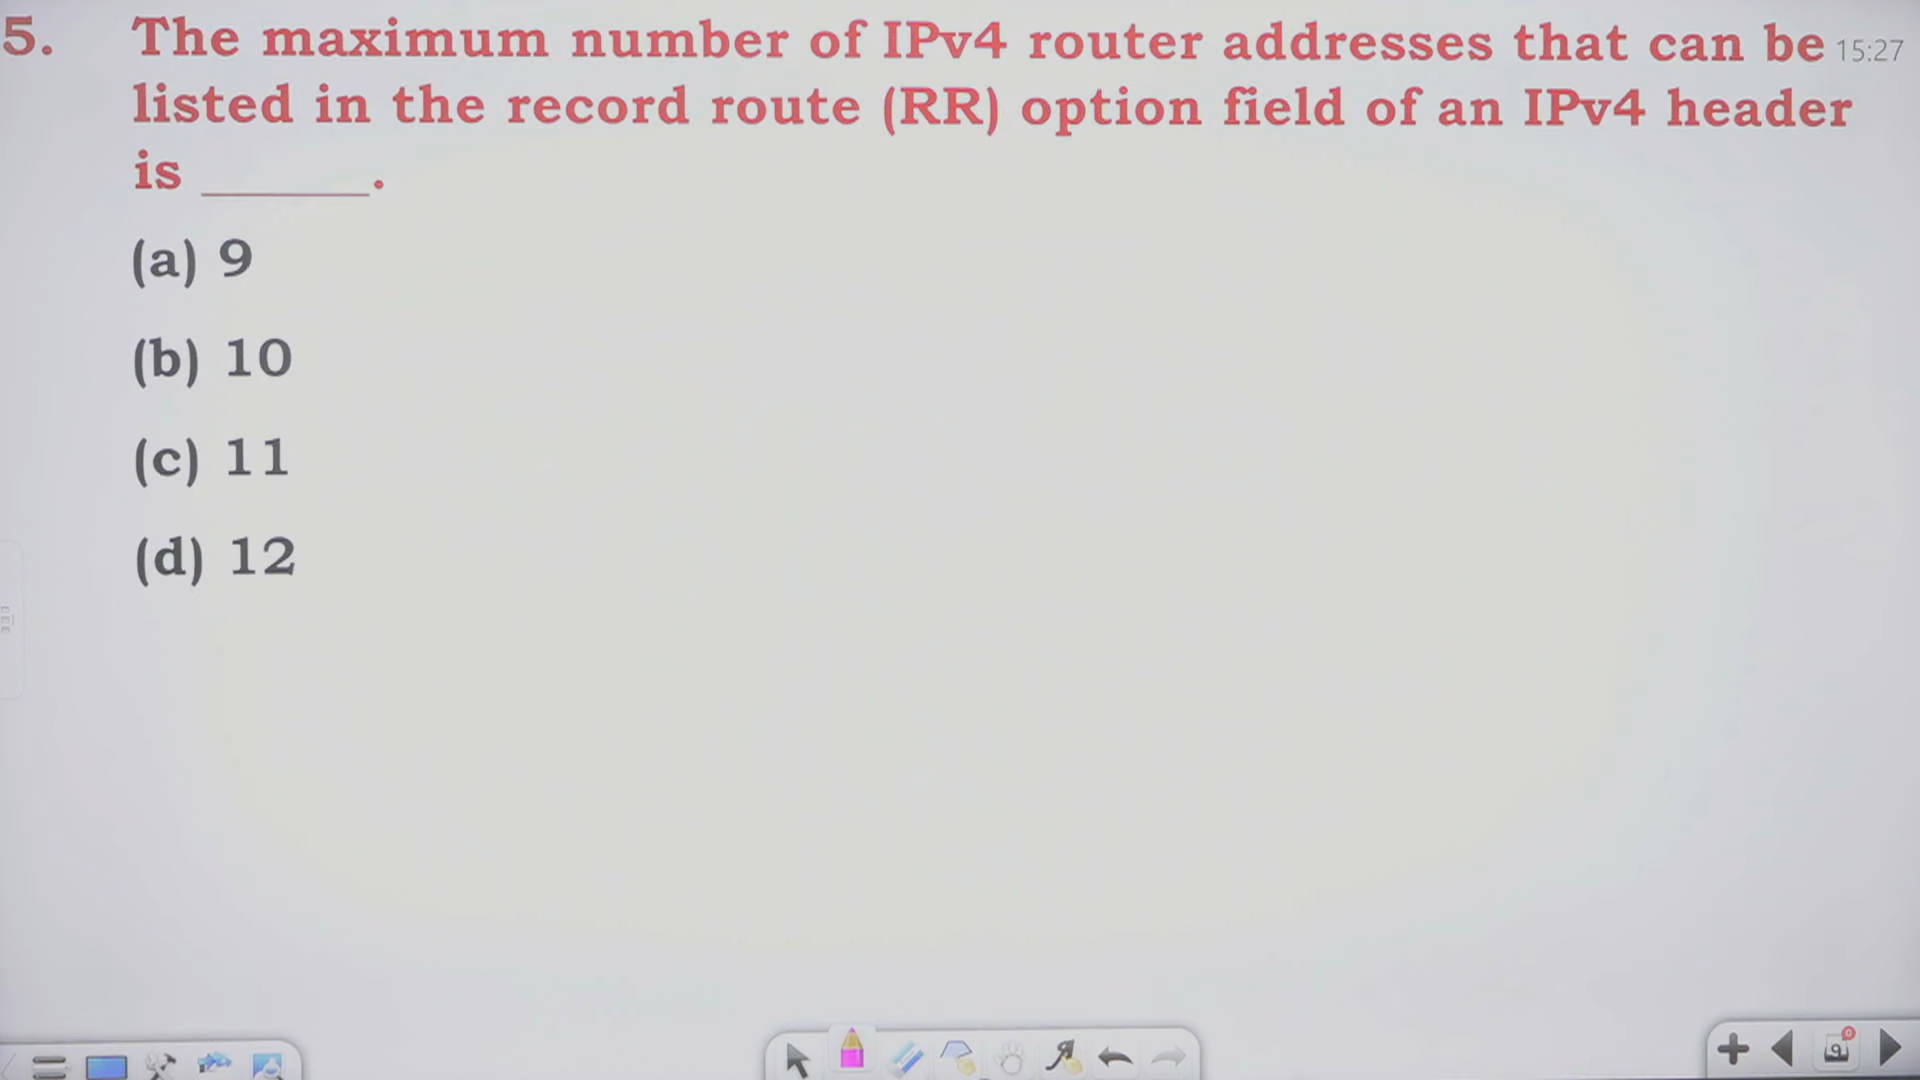 5. The maximum number of IPv4 router addresses that can be 15:27
listed in the record route (RR) option field of an IPv4 header
is ______.
(a) 9
(b) 10
(c) 11
(d) 12
9